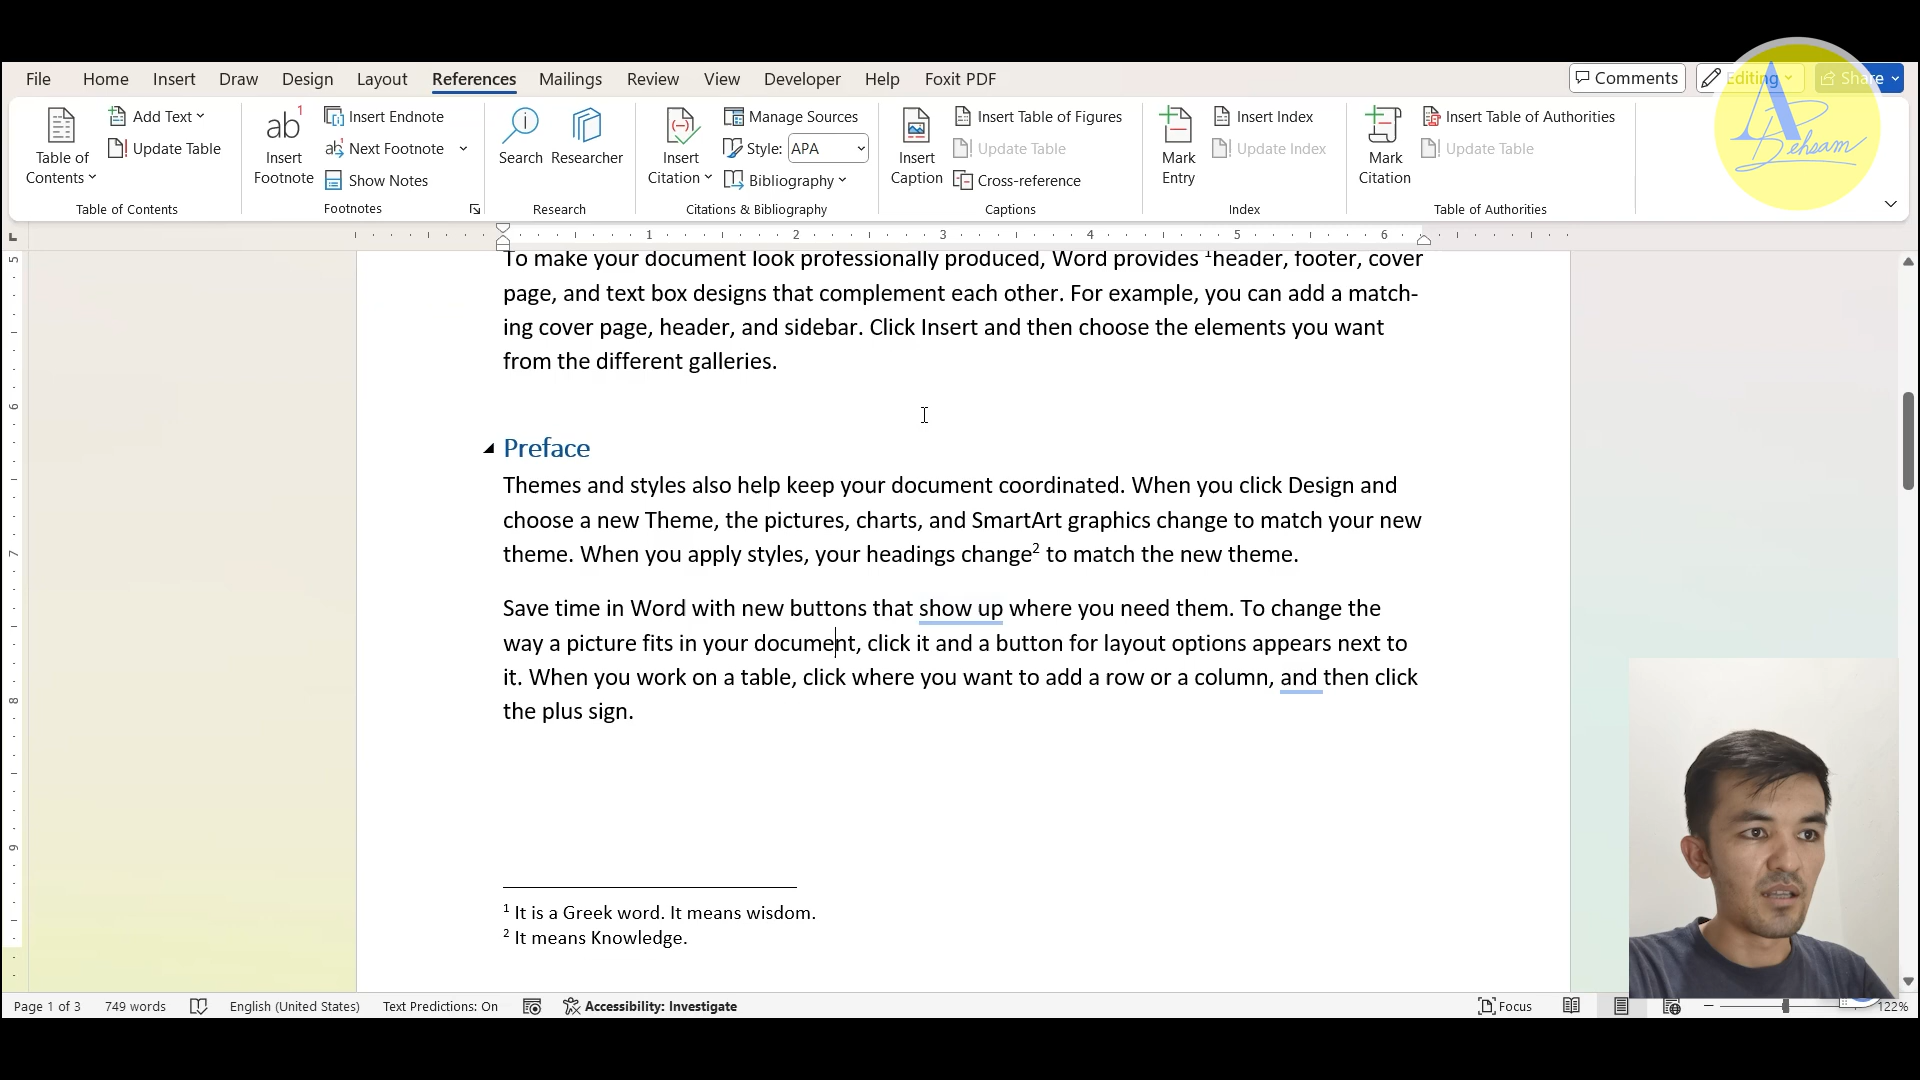 File Home Insert Draw Design Layout References Mailings Review View Developer Help Foxit PDF Comments Editing Share
Table of Contents
Add Text
Update Table
Table of Contents
ab1
Insert Footnote
Insert Endnote
Next Footnote
Show Notes
Footnotes
Search
Researcher
Research
Insert Citation
Manage Sources
Style: APA
Bibliography
Citations & Bibliography
Insert Caption
Insert Table of Figures
Update Table
Cross-reference
Captions
Mark Entry
Insert Index
Update Index
Index
Mark Citation
Insert Table of Authorities
Update Table
Table of Authorities
Behsam
1 2 3 4 5 6
5
6
7
8
9
To make your document look professionally produced, Word provides ¹header, footer, cover
page, and text box designs that complement each other. For example, you can add a match-
ing cover page, header, and sidebar. Click Insert and then choose the elements you want
from the different galleries.
Preface
Themes and styles also help keep your document coordinated. When you click Design and
choose a new Theme, the pictures, charts, and SmartArt graphics change to match your new
theme. When you apply styles, your headings change² to match the new theme.
Save time in Word with new buttons that show up where you need them. To change the
way a picture fits in your document, click it and a button for layout options appears next to
it. When you work on a table, click where you want to add a row or a column, and then click
the plus sign.
¹ It is a Greek word. It means wisdom.
² It means Knowledge.
Page 1 of 3 749 words English (United States) Text Predictions: On Accessibility: Investigate Focus 122%